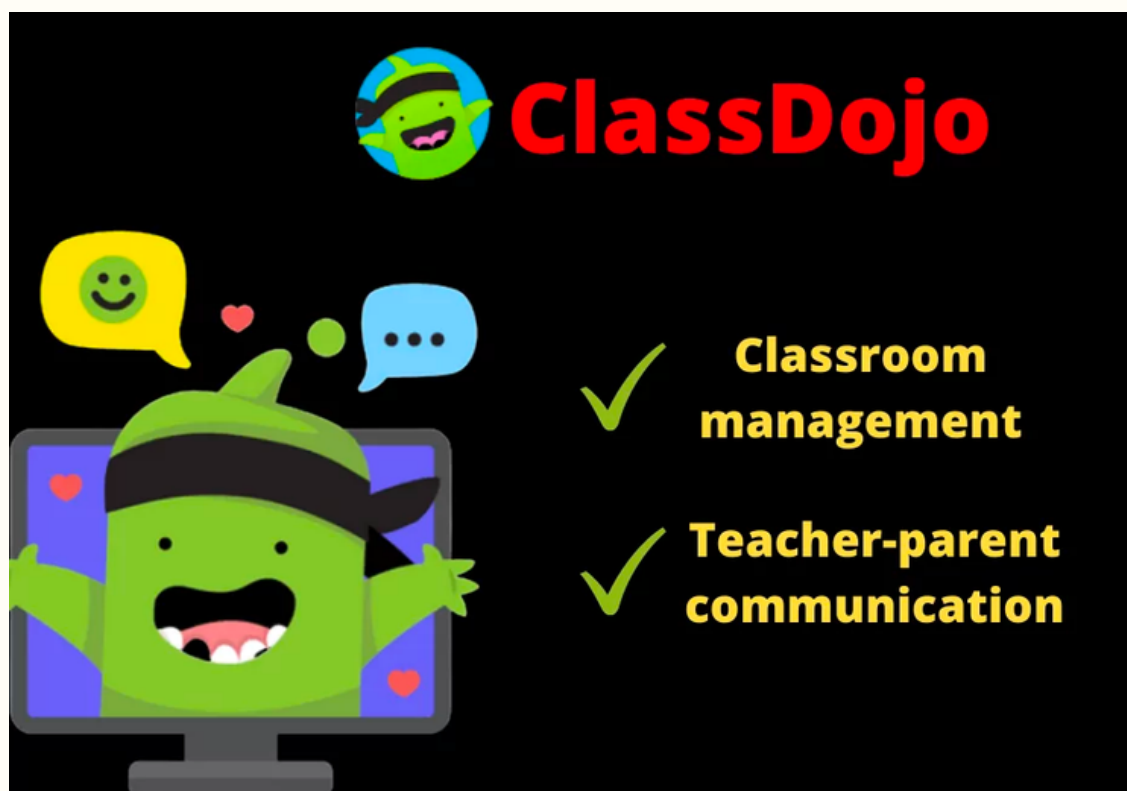 ClassDojo
Classroom
management
Teacher-parent
communication